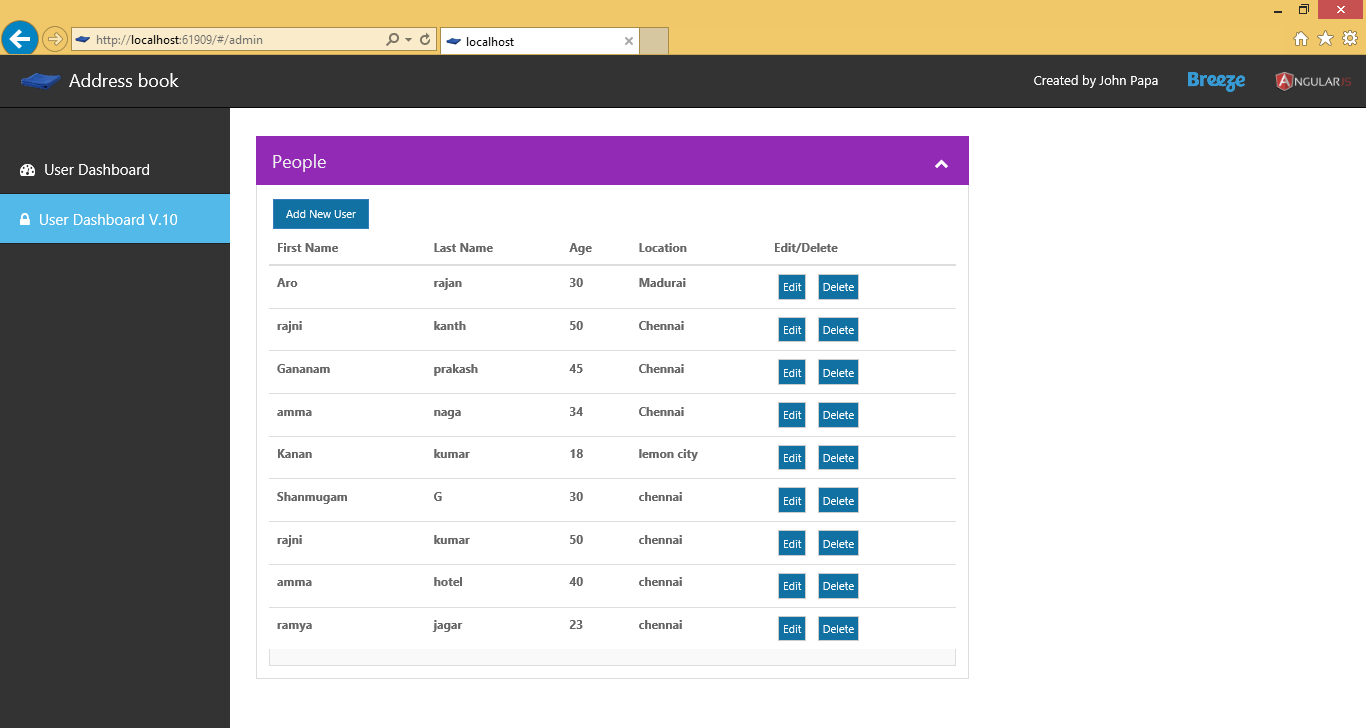 http://localhost:61909/#/admin
localhost
Address book
Created by John Papa
Breeze
ANGULARJS
User Dashboard
User Dashboard V.10
People
Add New User
First Name Last Name Age Location Edit/Delete
Aro rajan 30 Madurai Edit Delete
rajni kanth 50 Chennai Edit Delete
Gananam prakash 45 Chennai Edit Delete
amma naga 34 Chennai Edit Delete
Kanan kumar 18 lemon city Edit Delete
Shanmugam G 30 chennai Edit Delete
rajni kumar 50 chennai Edit Delete
amma hotel 40 chennai Edit Delete
ramya jagar 23 chennai Edit Delete